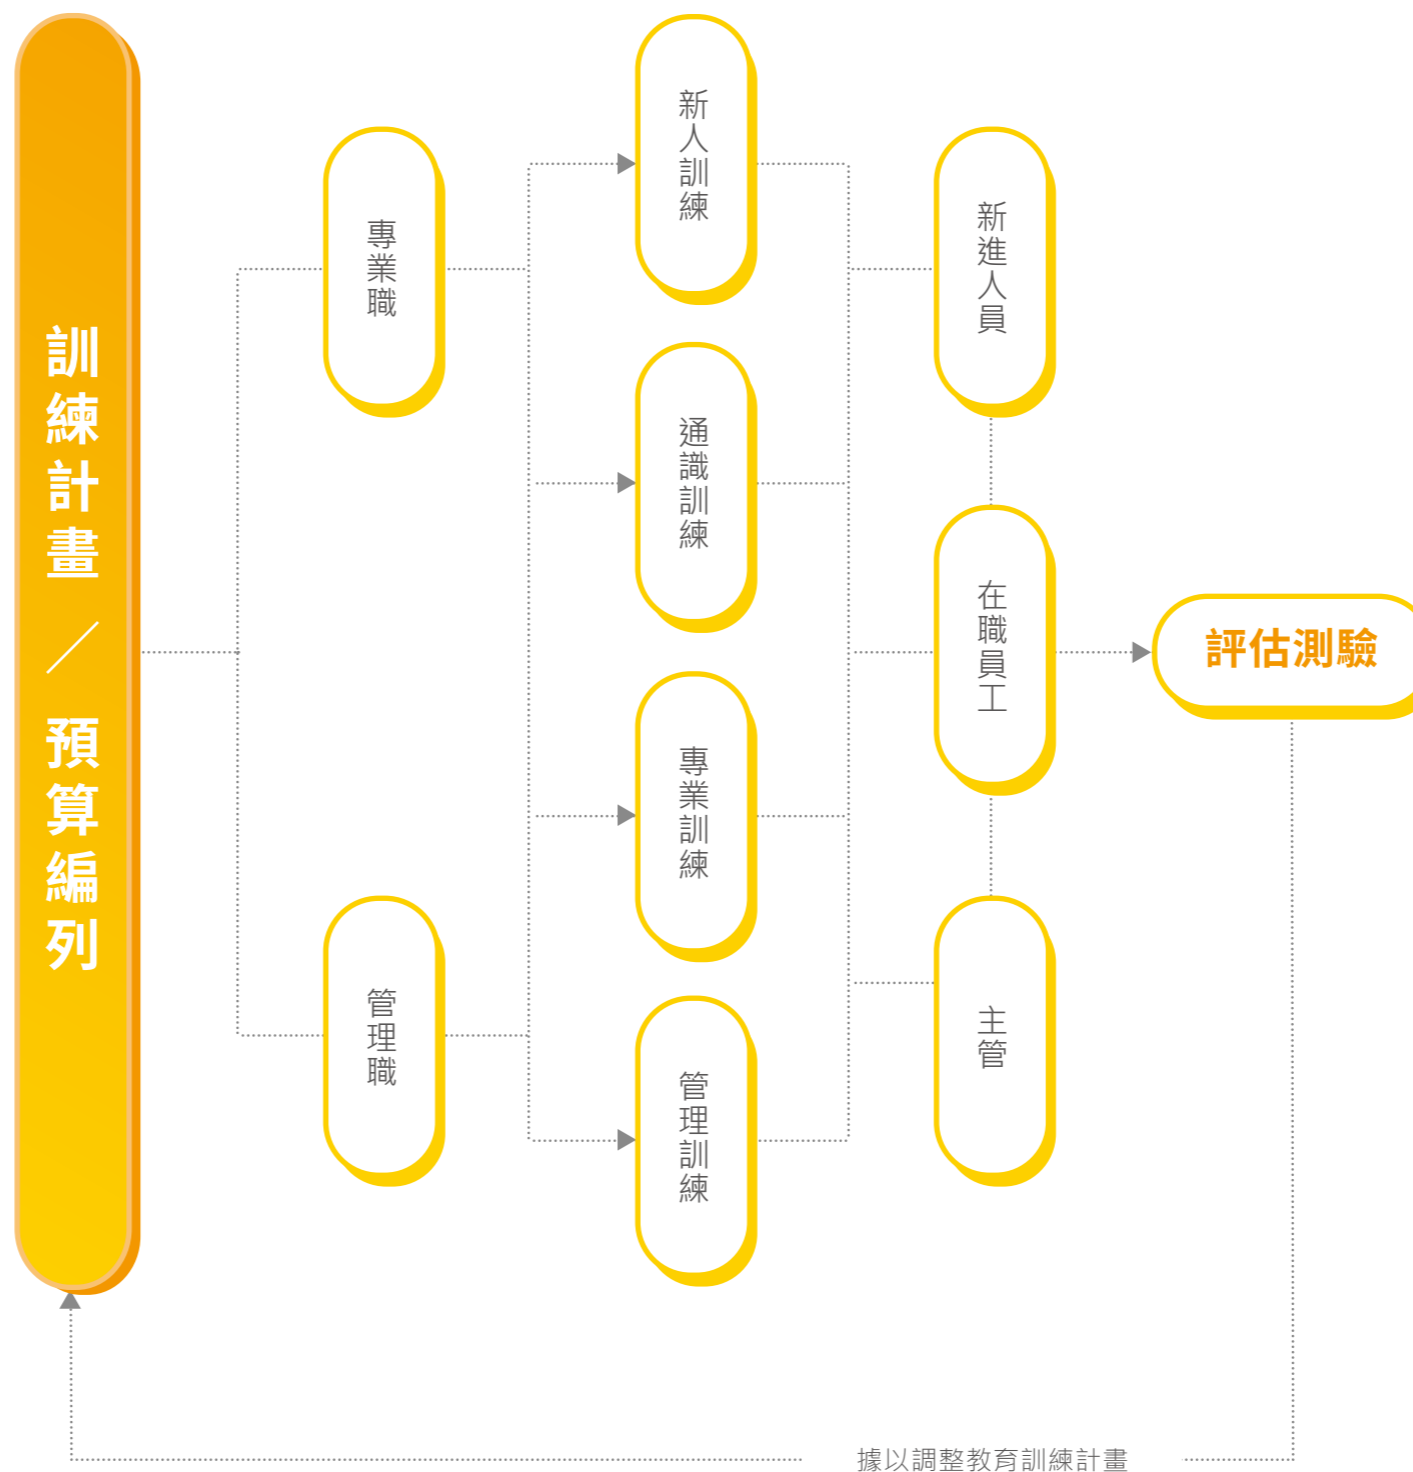 訓練計畫／預算編列
專業職
管理職
新人訓練
通識訓練
專業訓練
管理訓練
新進人員
在職員工
主管
評估測驗
據以調整教育訓練計畫